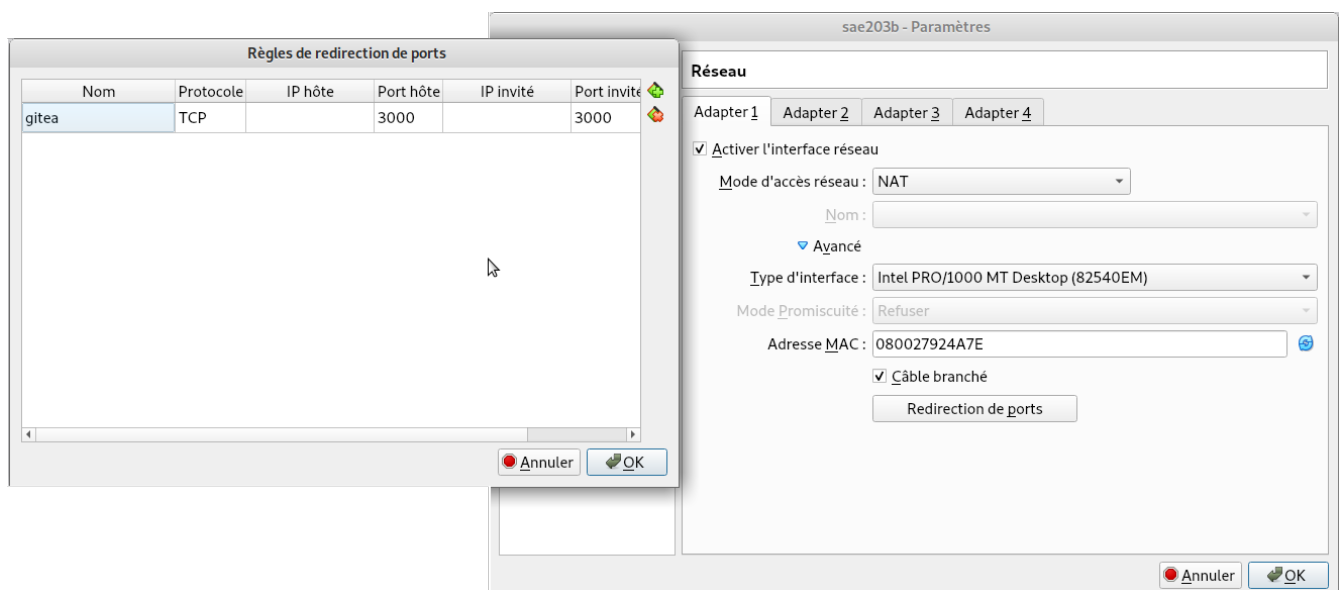 sae203b - Paramètres
Règles de redirection de ports
Nom Protocole IP hôte Port hôte IP invité Port invité
gitea TCP 3000 3000
Annuler OK
Réseau
Adapter 1 Adapter 2 Adapter 3 Adapter 4
Activer l'interface réseau
Mode d'accès réseau : NAT
Nom :
Avancé
Type d'interface : Intel PRO/1000 MT Desktop (82540EM)
Mode Promiscuité : Refuser
Adresse MAC : 080027924A7E
Câble branché
Redirection de ports
Annuler OK